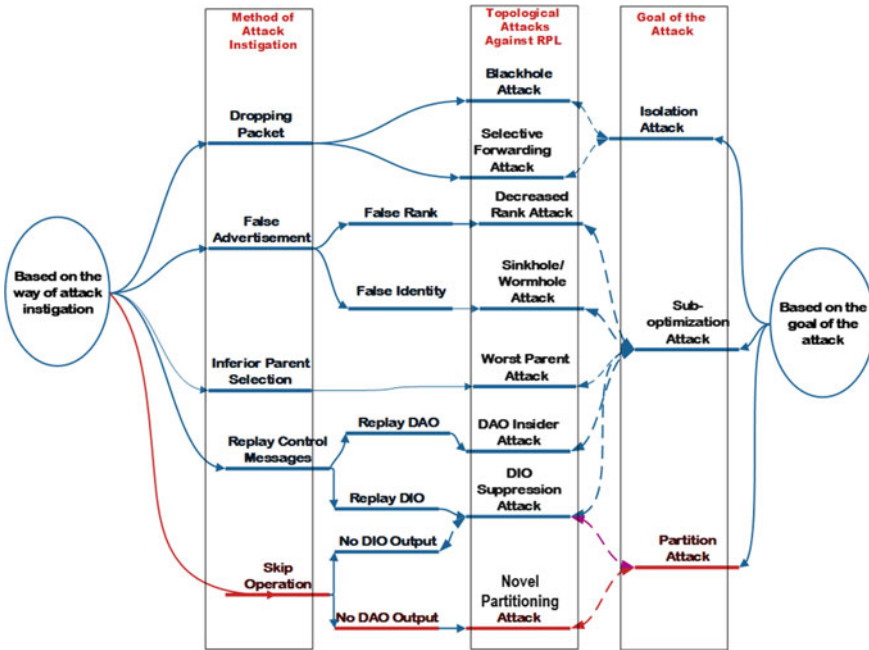 Method of
Attack
Instigation
Topological
Attacks
Against RPL
Goal of the
Attack
Blackhole
Attack
Dropping
Packet
Isolation
Attack
Selective
Forwarding
Attack
False
Advertisement
False Rank
Decreased
Rank Attack
Based on the
way of attack
instigation
False Identity
Sinkhole/
Wormhole
Attack
Sub-
optimization
Attack
Based on the
goal of the
attack
Inferior Parent
Selection
Worst Parent
Attack
Replay Control
Messages
Replay DAO
DAO Insider
Attack
Replay DIO
DIO
Suppression
Attack
No DIO Output
Partition
Attack
Skip
Operation
No DAO Output
Novel
Partitioning
Attack